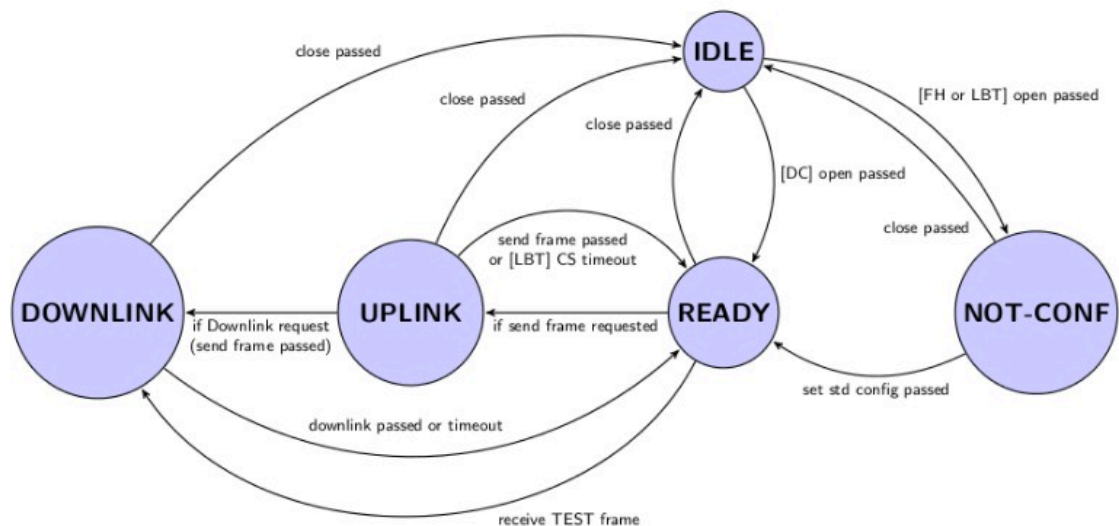 IDLE
close passed
close passed
[FH or LBT] open passed
close passed
[DC] open passed
close passed
send frame passed
or [LBT] CS timeout
DOWNLINK
UPLINK
READY
NOT-CONF
if Downlink request
(send frame passed)
if send frame requested
set std config passed
downlink passed or timeout
receive TEST frame